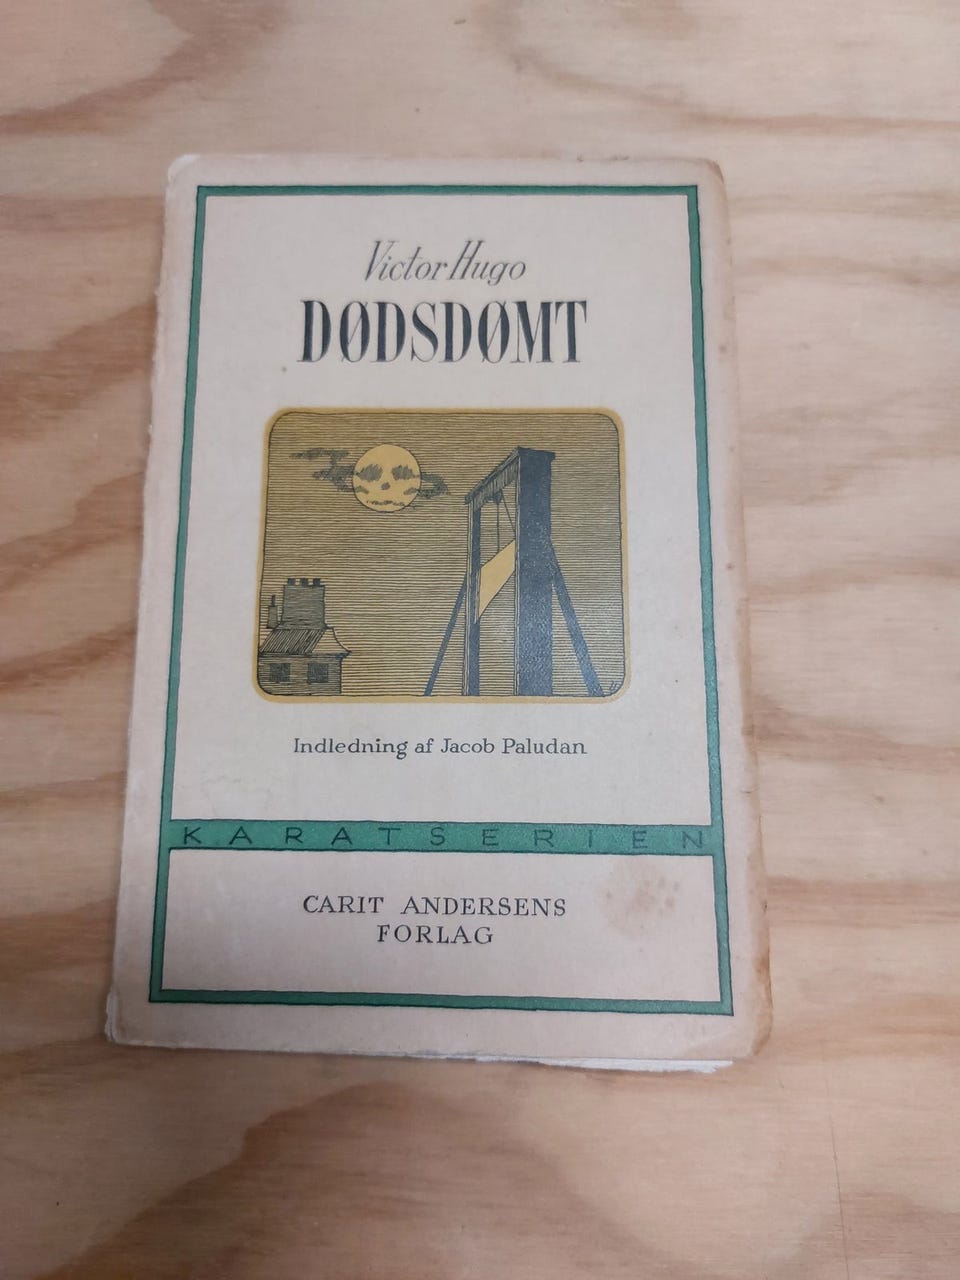 Victor Hugo
DØDSDØMT
Indledning af Jacob Paludan
KARATSERIEN
CARIT ANDERSENS
FORLAG